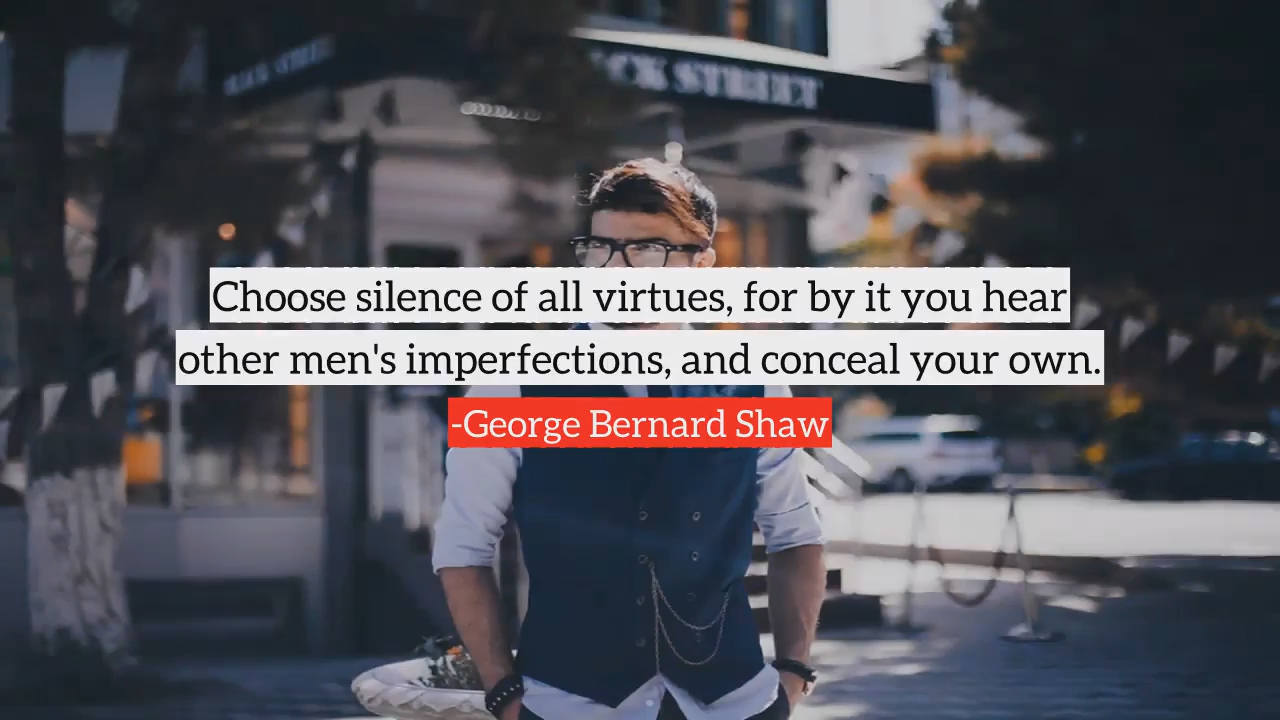 STREET
Choose silence of all virtues, for by it you hear
other men's imperfections, and conceal your own.
-George Bernard Shaw